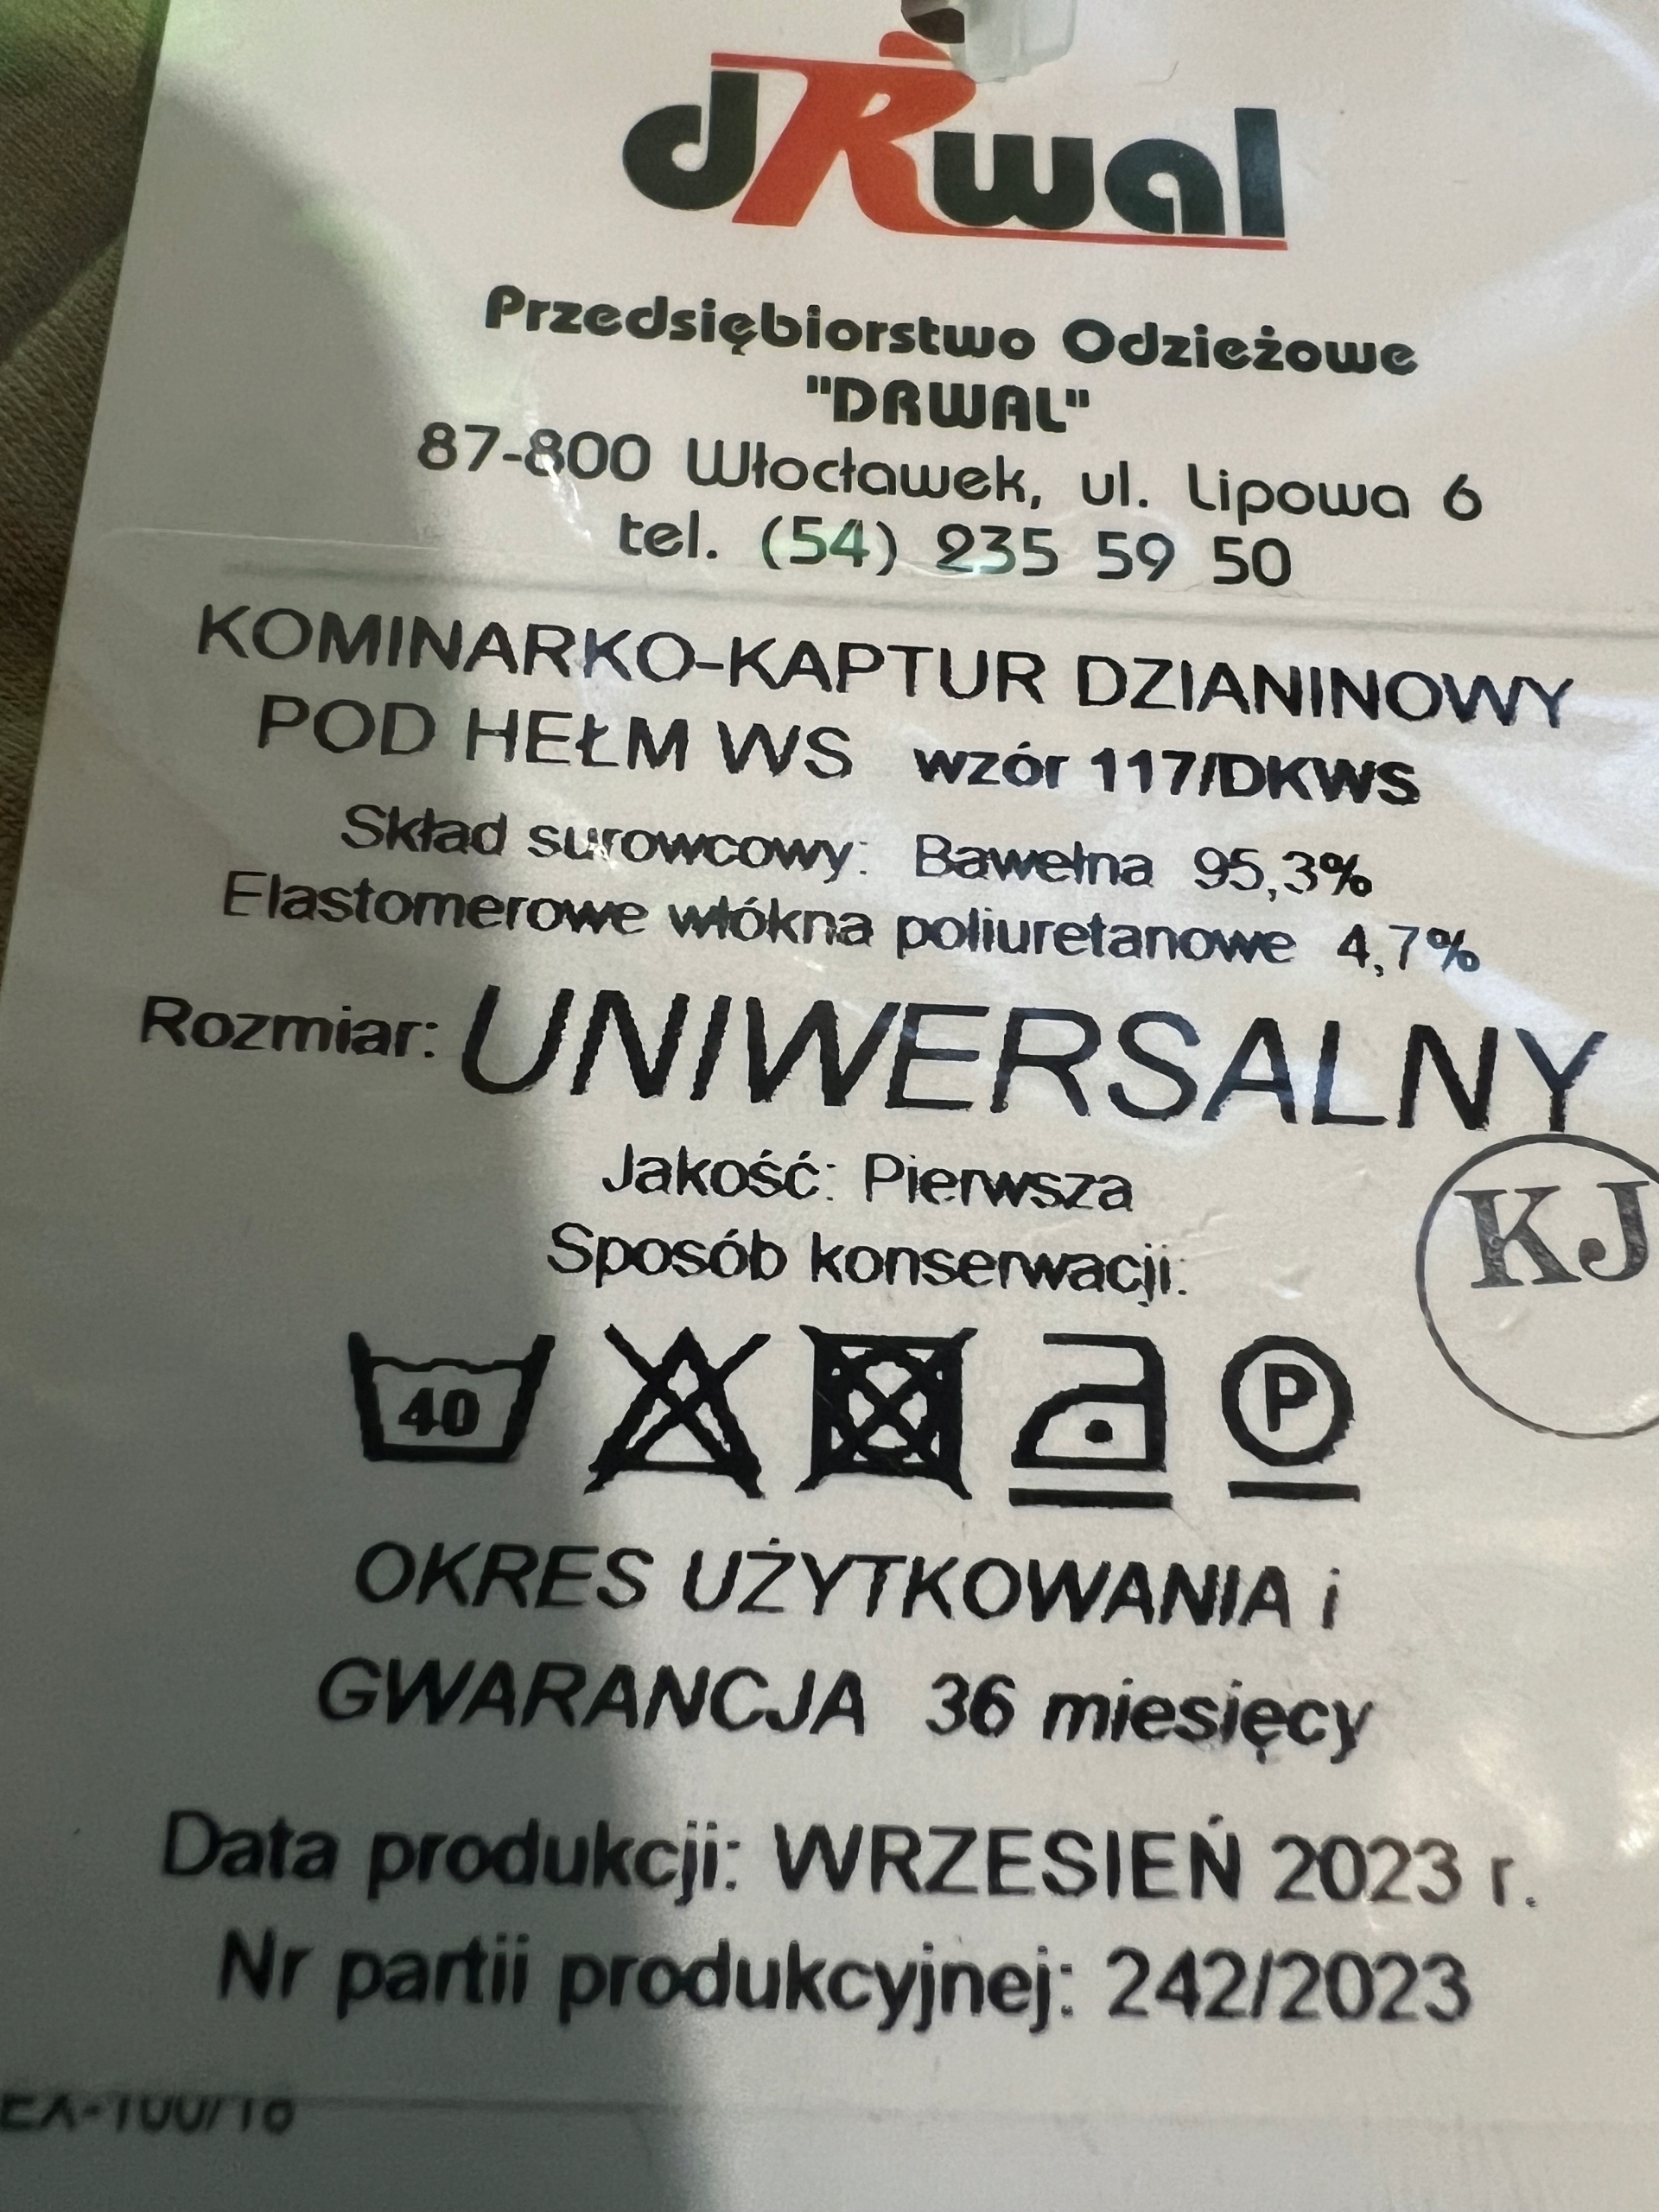 dRwal
Przedsiębiorstwo Odzieżowe
"DRWAL"
87-800 Włocławek, ul. Lipowa 6
tel. (54) 235 59 50
KOMINARKO-KAPTUR DZIANINOWY
POD HEŁM WS wzór 117/DKWS
Skład surowcowy: Bawełna 95,3%
Elastomerowe włókna poliuretanowe 4,7%
Rozmiar: UNIWERSALNY
Jakość: Pierwsza
KJ
Sposób konserwacji:
40 P
OKRES UŻYTKOWANIA i
GWARANCJA 36 miesięcy
Data produkcji: WRZESIEŃ 2023 r.
Nr partii produkcyjnej: 242/2023